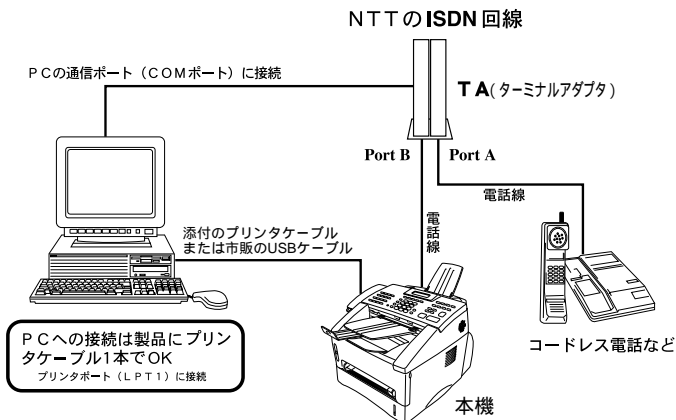 NTTのISDN回線
PCの通信ポート（COMポート）に接続
TA(ターミナルアダプタ)
Port B
Port A
電話線
電話線
添付のプリンタケーブル
または市販のUSBケーブル
PCへの接続は製品にプリン
タケーブル1本でOK
プリンタポート（LPT1）に接続
コードレス電話など
本機